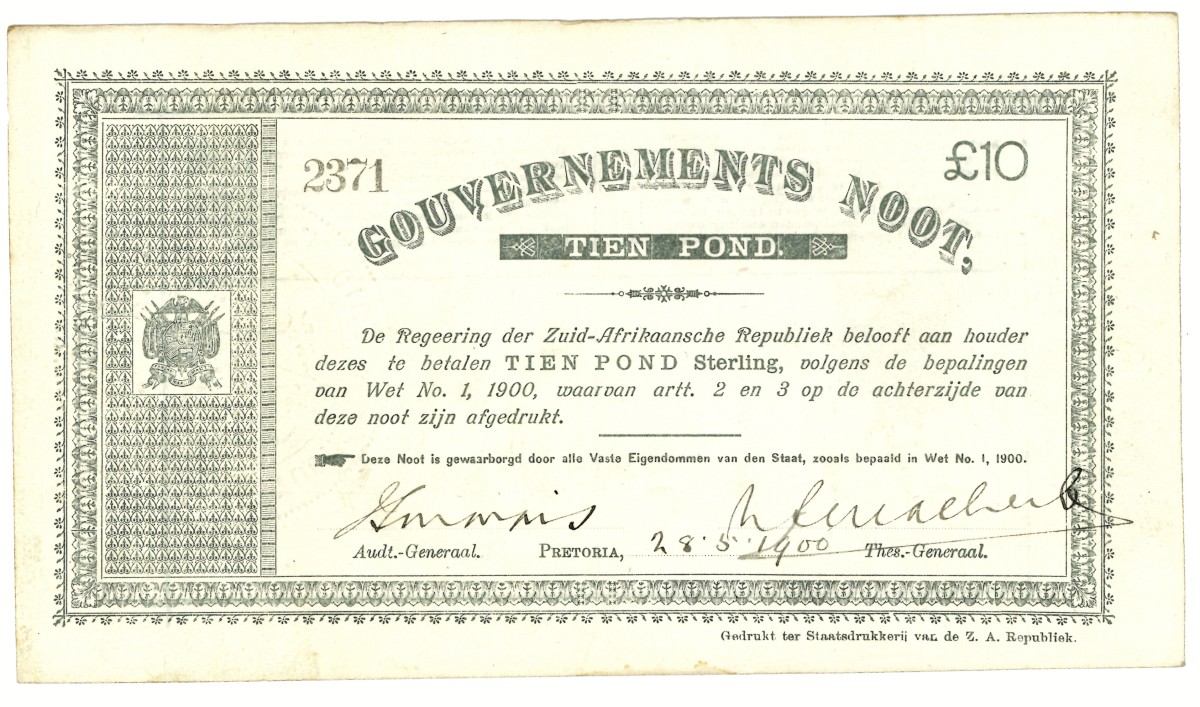 2371
£10
GOUVERNEMENTS NOOT,
TIEN POND.
De Regeering der Zuid-Afrikaansche Republiek belooft aan houder
dezes te betalen TIEN POND Sterling, volgens de bepalingen
van Wet No. 1, 1900, waarvan artt. 2 en 3 op de achterzijde van
deze noot zijn afgedrukt.
Deze Noot is gewaarborgd door alle Vaste Eigendommen van den Staat, zooals bepaald in Wet No. 1, 1900.
Audt.-Generaal. PRETORIA, 28.5.1900 Thes.-Generaal.
Gedrukt ter Staatsdrukkerij van de Z. A. Republiek.